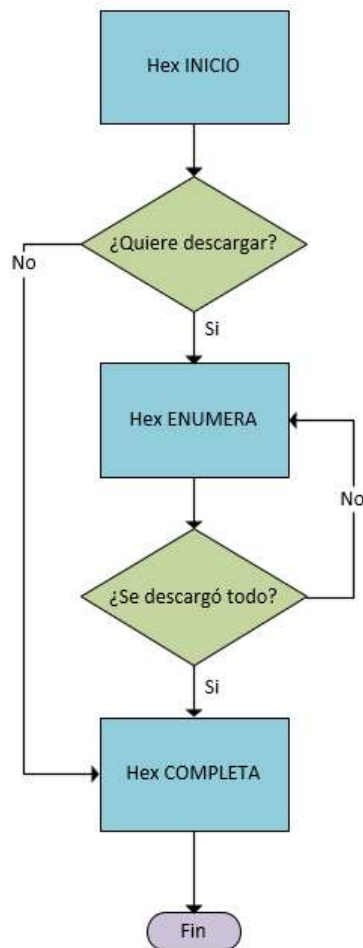 Hex INICIO
¿Quiere descargar?
No
Si
Hex ENUMERA
No
¿Se descargó todo?
Si
Hex COMPLETA
Fin